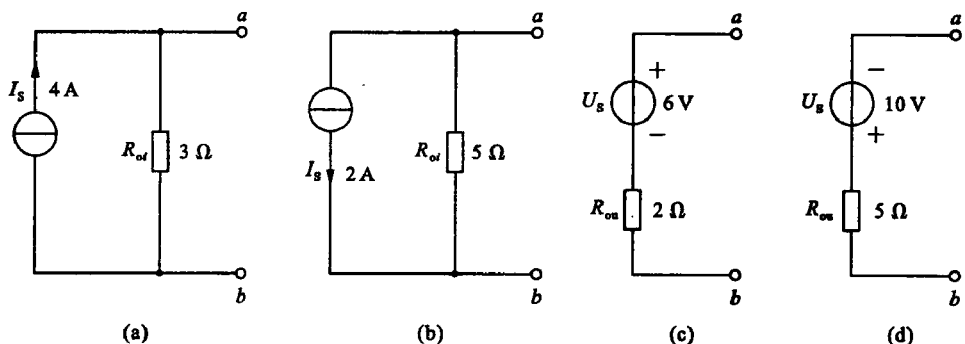 a
I_S 4 A
R_oi 3 Ω
b
(a)
a
I_S 2 A
R_oi 5 Ω
b
(b)
a
+
U_S 6 V
−
R_ou 2 Ω
b
(c)
a
−
U_S 10 V
+
R_ou 5 Ω
b
(d)